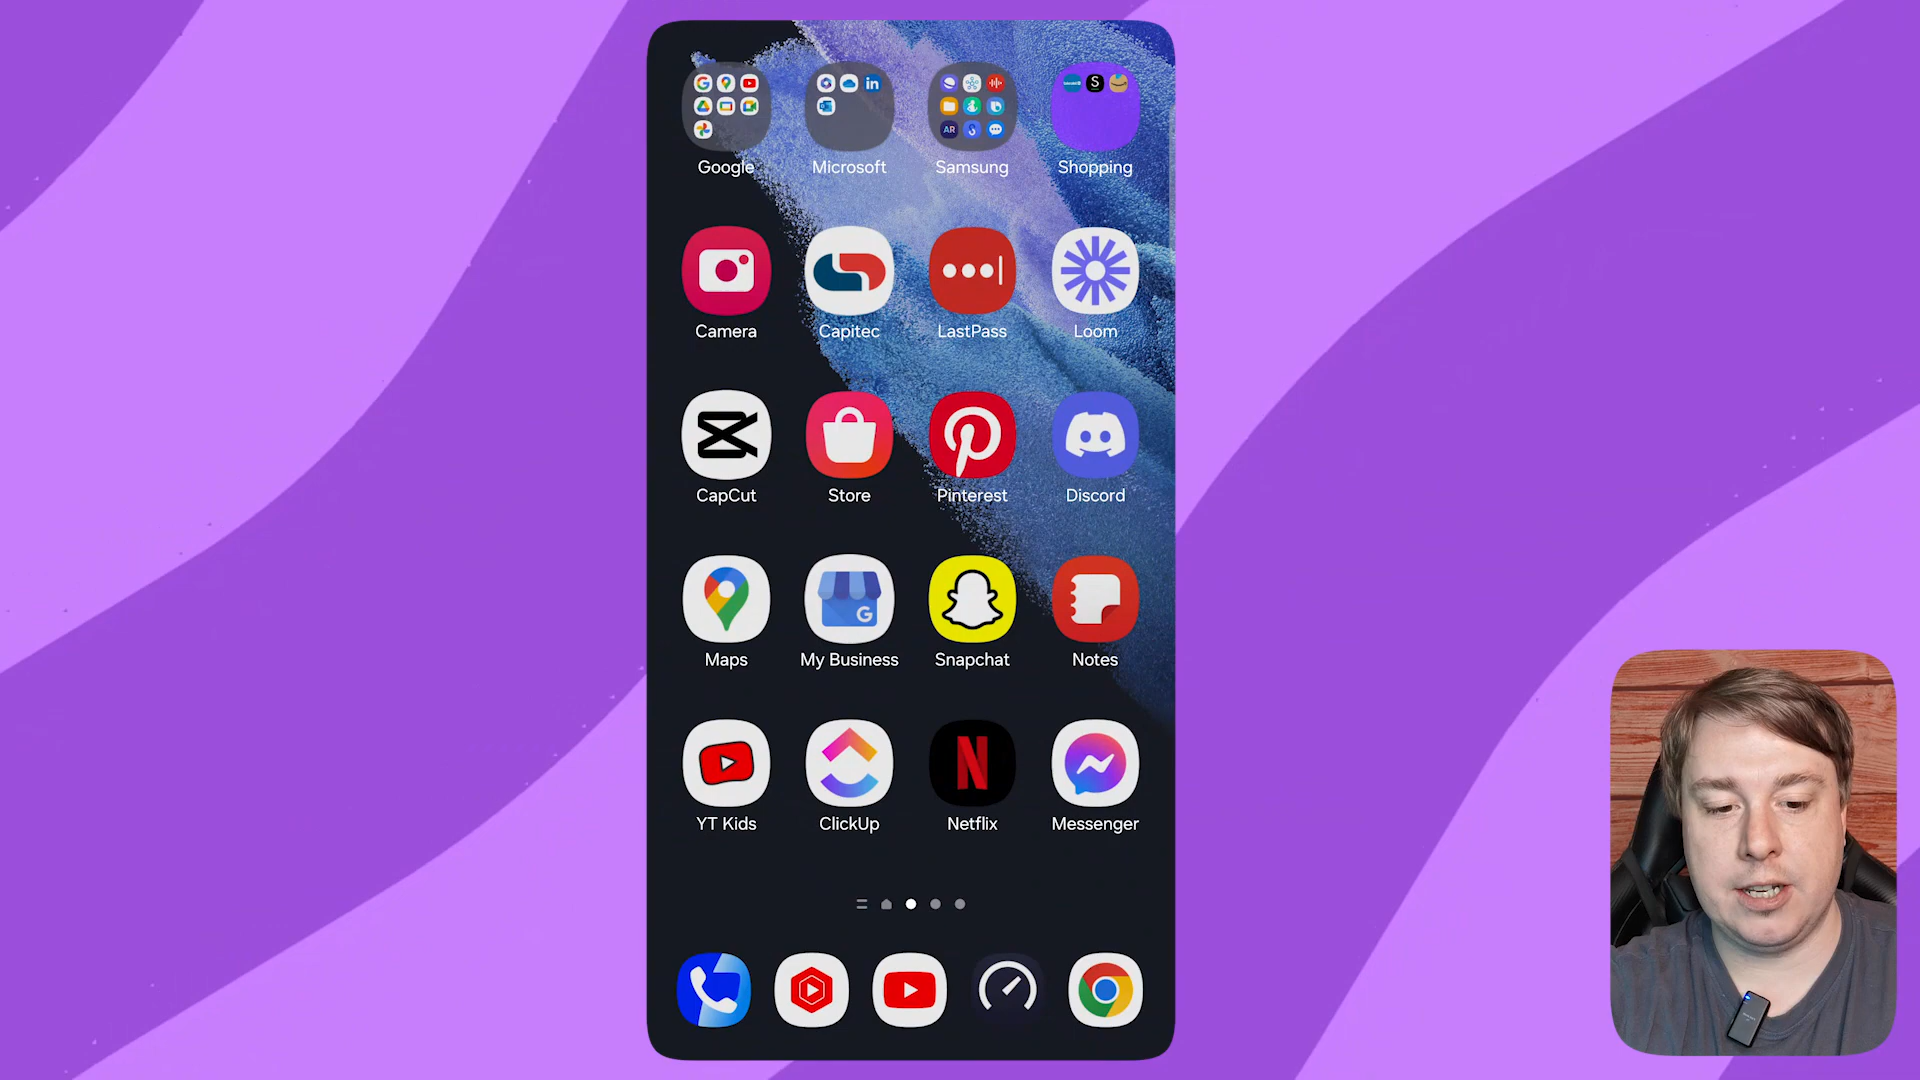 Google Microsoft Samsung Shopping
Camera Capitec LastPass Loom
CapCut Store Pinterest Discord
Maps My Business Snapchat Notes
YT Kids ClickUp Netflix Messenger